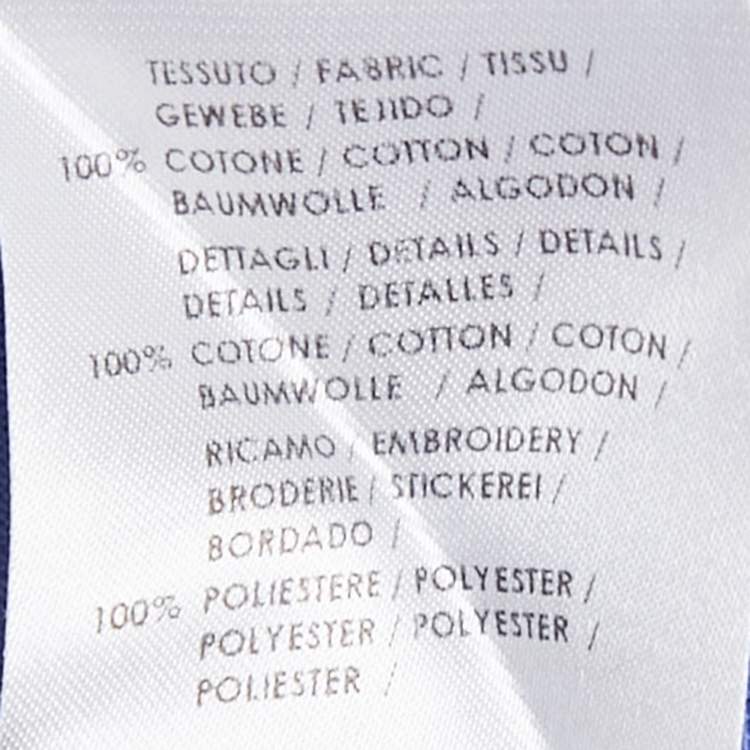 TESSUTO / FABRIC / TISSU /
GEWEBE / TEJIDO /
100% COTONE / COTTON / COTON /
BAUMWOLLE / ALGODON /
DETTAGLI / DETAILS / DETAILS /
DETAILS / DETALLES /
100% COTONE / COTTON / COTON /
BAUMWOLLE / ALGODON /
RICAMO / EMBROIDERY /
BRODERIE / STICKEREI /
BORDADO /
100% POLIESTERE / POLYESTER /
POLYESTER / POLYESTER /
POLIESTER /